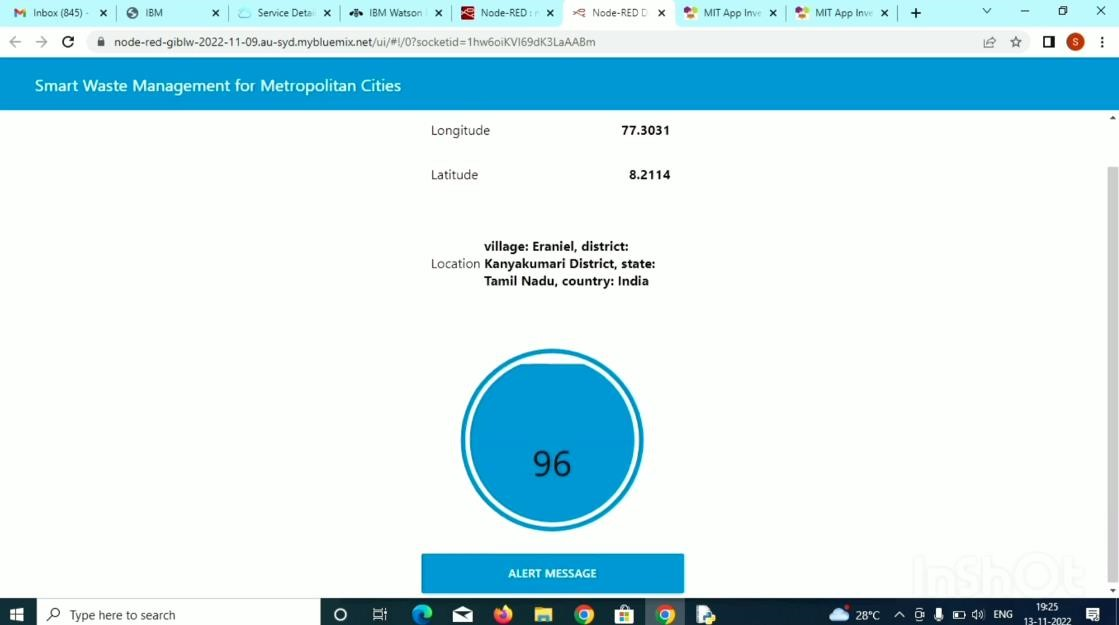 Inbox (845) -
IBM
Service Detai
IBM Watson
Node-RED : n
Node-RED D
MIT App Inve
MIT App Inve
node-red-giblw-2022-11-09.au-syd.mybluemix.net/ui/#!/0?socketid=1hw6oiKVI69dK3LaAABm
S
Smart Waste Management for Metropolitan Cities
Longitude 77.3031
Latitude 8.2114
village: Eraniel, district:
Location Kanyakumari District, state:
Tamil Nadu, country: India
96
ALERT MESSAGE
InShOt
Type here to search
28°C
ENG
19:25
13-11-2022